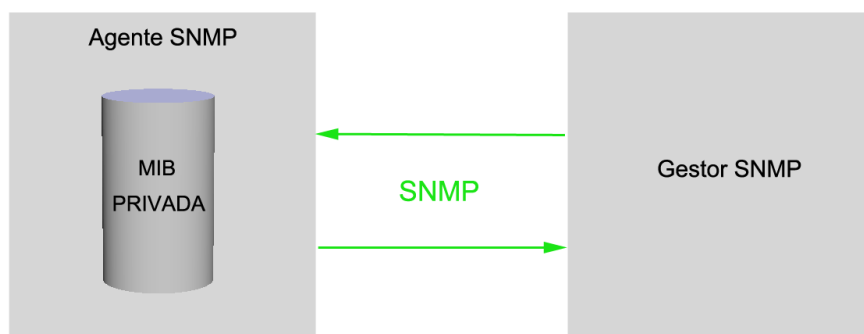 Agente SNMP
MIB
PRIVADA
SNMP
Gestor SNMP